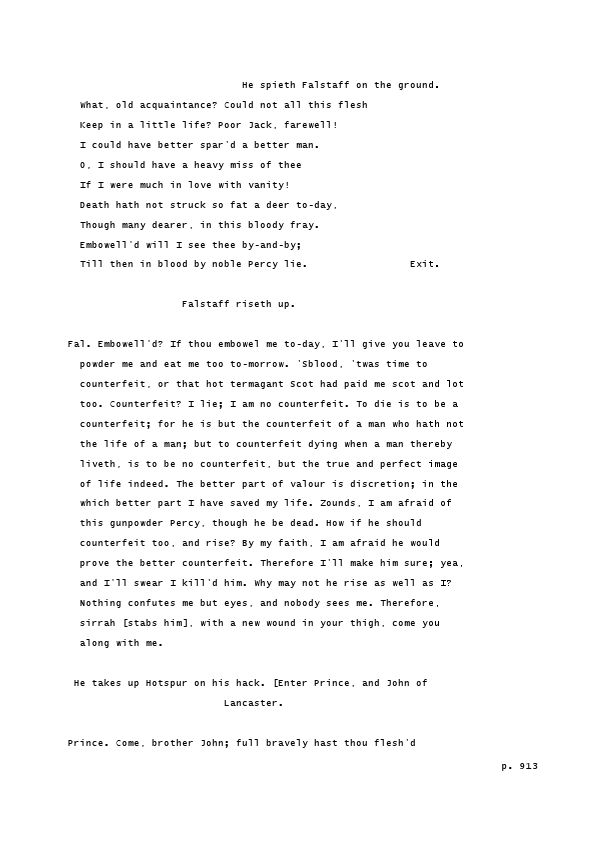 He spieth Falstaff on the ground.
What, old acquaintance? Could not all this flesh
Keep in a little life? Poor Jack, farewell!
I could have better spar'd a better man.
O, I should have a heavy miss of thee
If I were much in love with vanity!
Death hath not struck so fat a deer to-day,
Though many dearer, in this bloody fray.
Embowell'd will I see thee by-and-by;
Till then in blood by noble Percy lie. Exit.
Falstaff riseth up.
Fal. Embowell'd? If thou embowel me to-day, I'll give you leave to
powder me and eat me too to-morrow. 'Sblood, 'twas time to
counterfeit, or that hot termagant Scot had paid me scot and lot
too. Counterfeit? I lie; I am no counterfeit. To die is to be a
counterfeit; for he is but the counterfeit of a man who hath not
the life of a man; but to counterfeit dying when a man thereby
liveth, is to be no counterfeit, but the true and perfect image
of life indeed. The better part of valour is discretion; in the
which better part I have saved my life. Zounds, I am afraid of
this gunpowder Percy, though he be dead. How if he should
counterfeit too, and rise? By my faith, I am afraid he would
prove the better counterfeit. Therefore I'll make him sure; yea,
and I'll swear I kill'd him. Why may not he rise as well as I?
Nothing confutes me but eyes, and nobody sees me. Therefore,
sirrah [stabs him], with a new wound in your thigh, come you
along with me.
He takes up Hotspur on his hack. [Enter Prince, and John of
Lancaster.
Prince. Come, brother John; full bravely hast thou flesh'd
p. 913